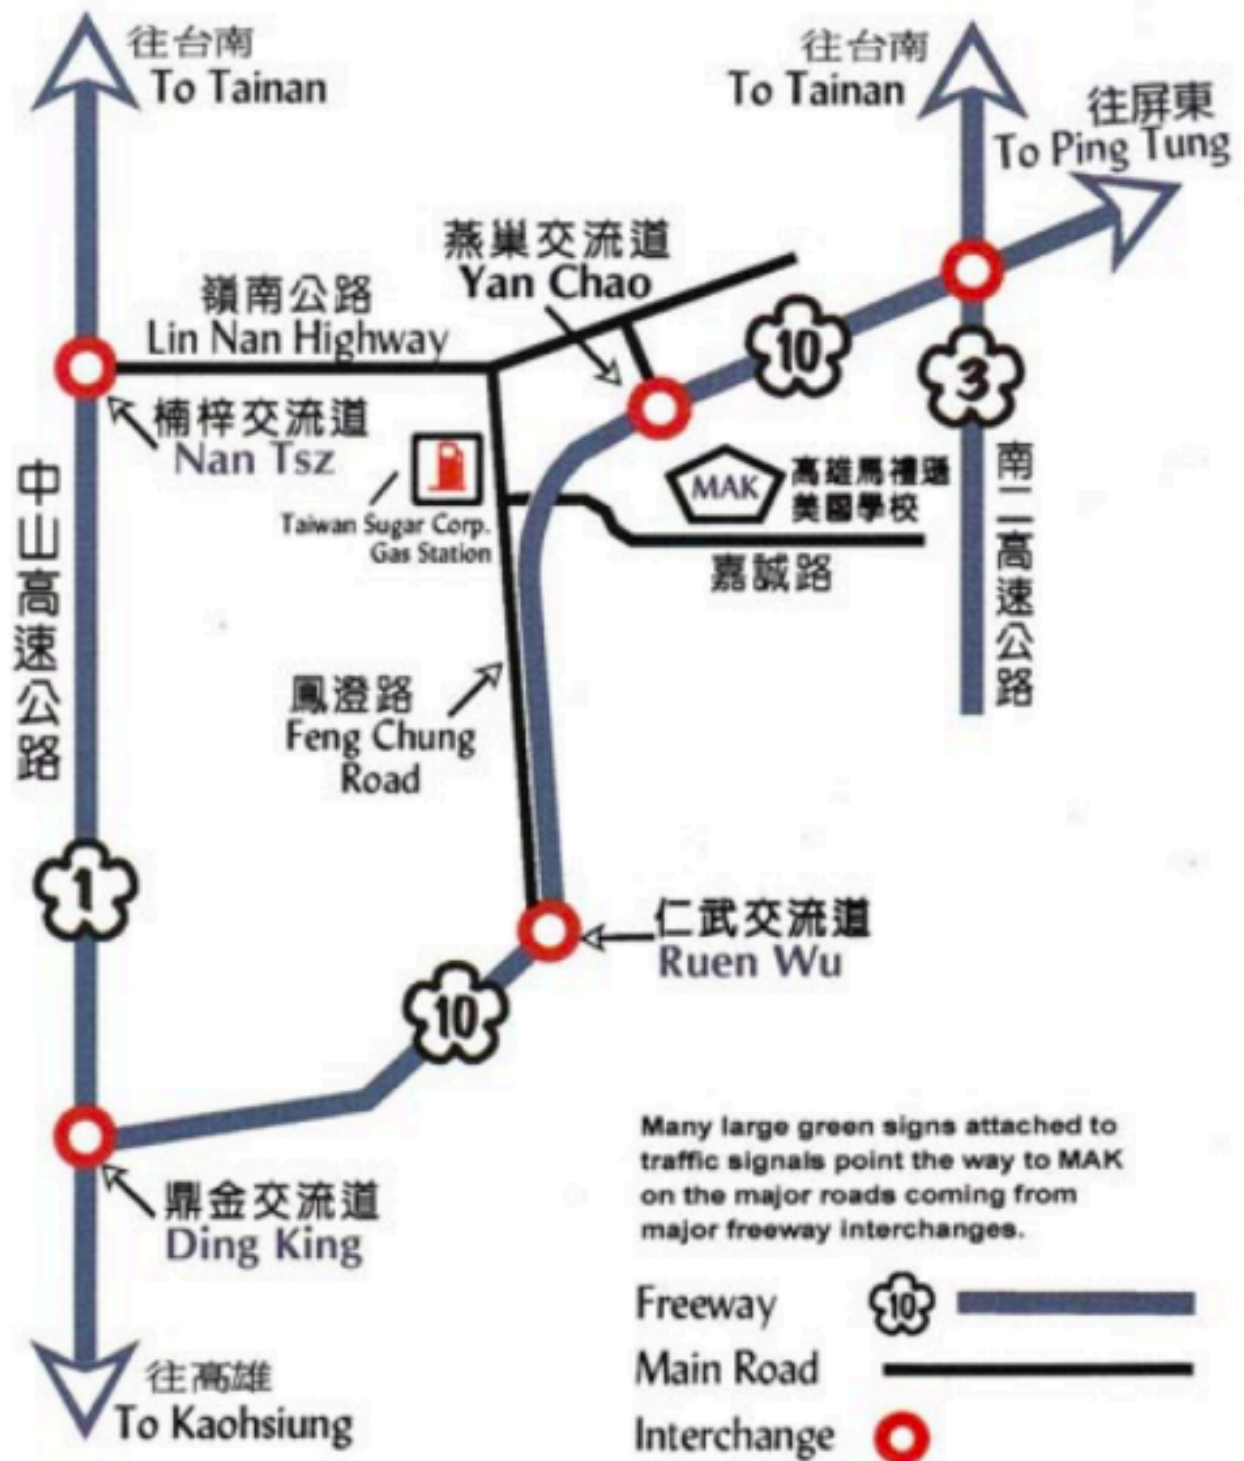 往台南
To Tainan
往台南
To Tainan
往屏東
To Ping Tung
燕巢交流道
Yan Chao
嶺南公路
Lin Nan Highway
10
3
楠梓交流道
Nan Tsz
Taiwan Sugar Corp.
Gas Station
MAK
高雄馬禮遜
美國學校
嘉誠路
中山高速公路
南二高速公路
鳳澄路
Feng Chung
Road
1
仁武交流道
Ruen Wu
10
鼎金交流道
Ding King
往高雄
To Kaohsiung
Many large green signs attached to
traffic signals point the way to MAK
on the major roads coming from
major freeway interchanges.
Freeway 10
Main Road
Interchange